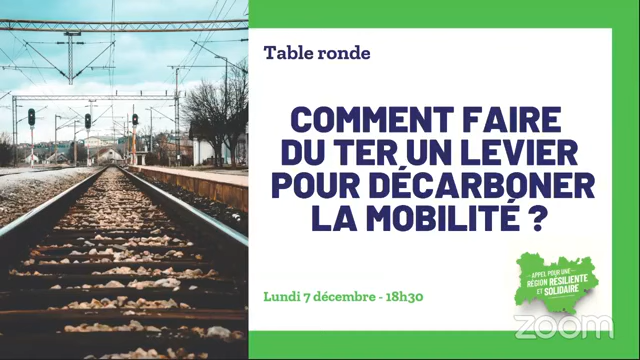 Table ronde
COMMENT FAIRE
DU TER UN LEVIER
POUR DÉCARBONER
LA MOBILITÉ ?
Lundi 7 décembre - 18h30
APPEL POUR UNE
RÉGION RÉSILIENTE
ET SOLIDAIRE
zoom